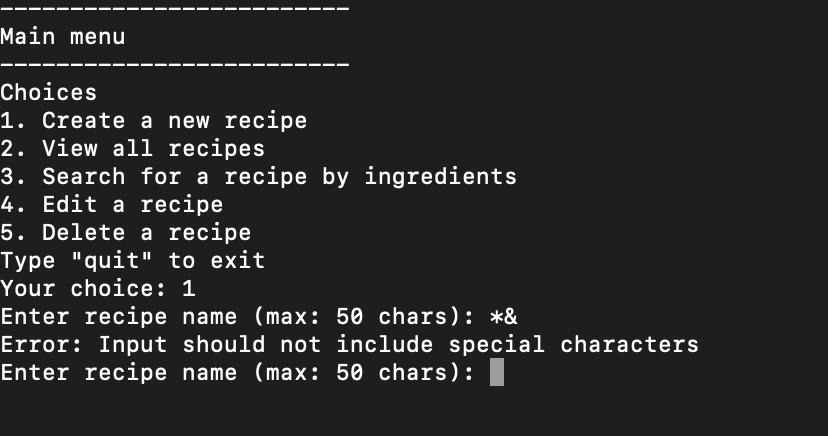 -------------------------
Main menu
-------------------------
Choices
1. Create a new recipe
2. View all recipes
3. Search for a recipe by ingredients
4. Edit a recipe
5. Delete a recipe
Type "quit" to exit
Your choice: 1
Enter recipe name (max: 50 chars): *&
Error: Input should not include special characters
Enter recipe name (max: 50 chars):